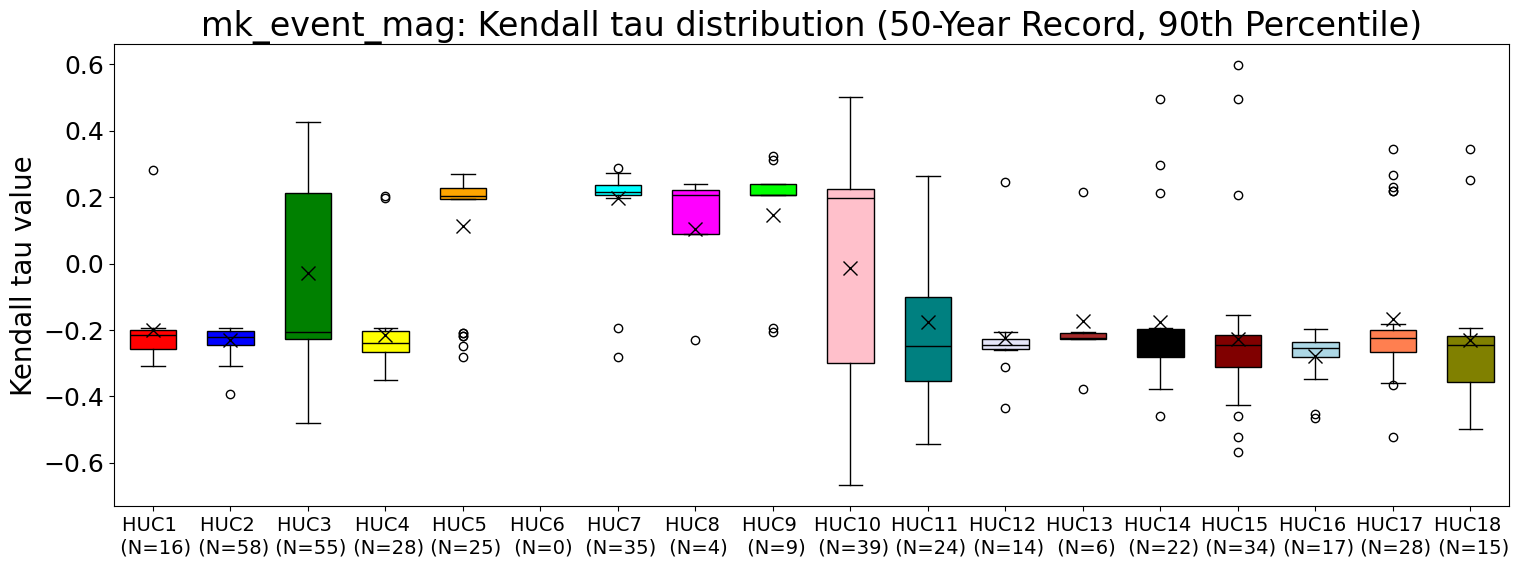 mk_event_mag: Kendall tau distribution (50-Year Record, 90th Percentile)
Kendall tau value
0.6
0.4
0.2
0.0
−0.2
−0.4
−0.6
HUC1 HUC2 HUC3 HUC4 HUC5 HUC6 HUC7 HUC8 HUC9 HUC10 HUC11 HUC12 HUC13 HUC14 HUC15 HUC16 HUC17 HUC18
(N=16) (N=58) (N=55) (N=28) (N=25) (N=0) (N=35) (N=4) (N=9) (N=39) (N=24) (N=14) (N=6) (N=22) (N=34) (N=17) (N=28) (N=15)